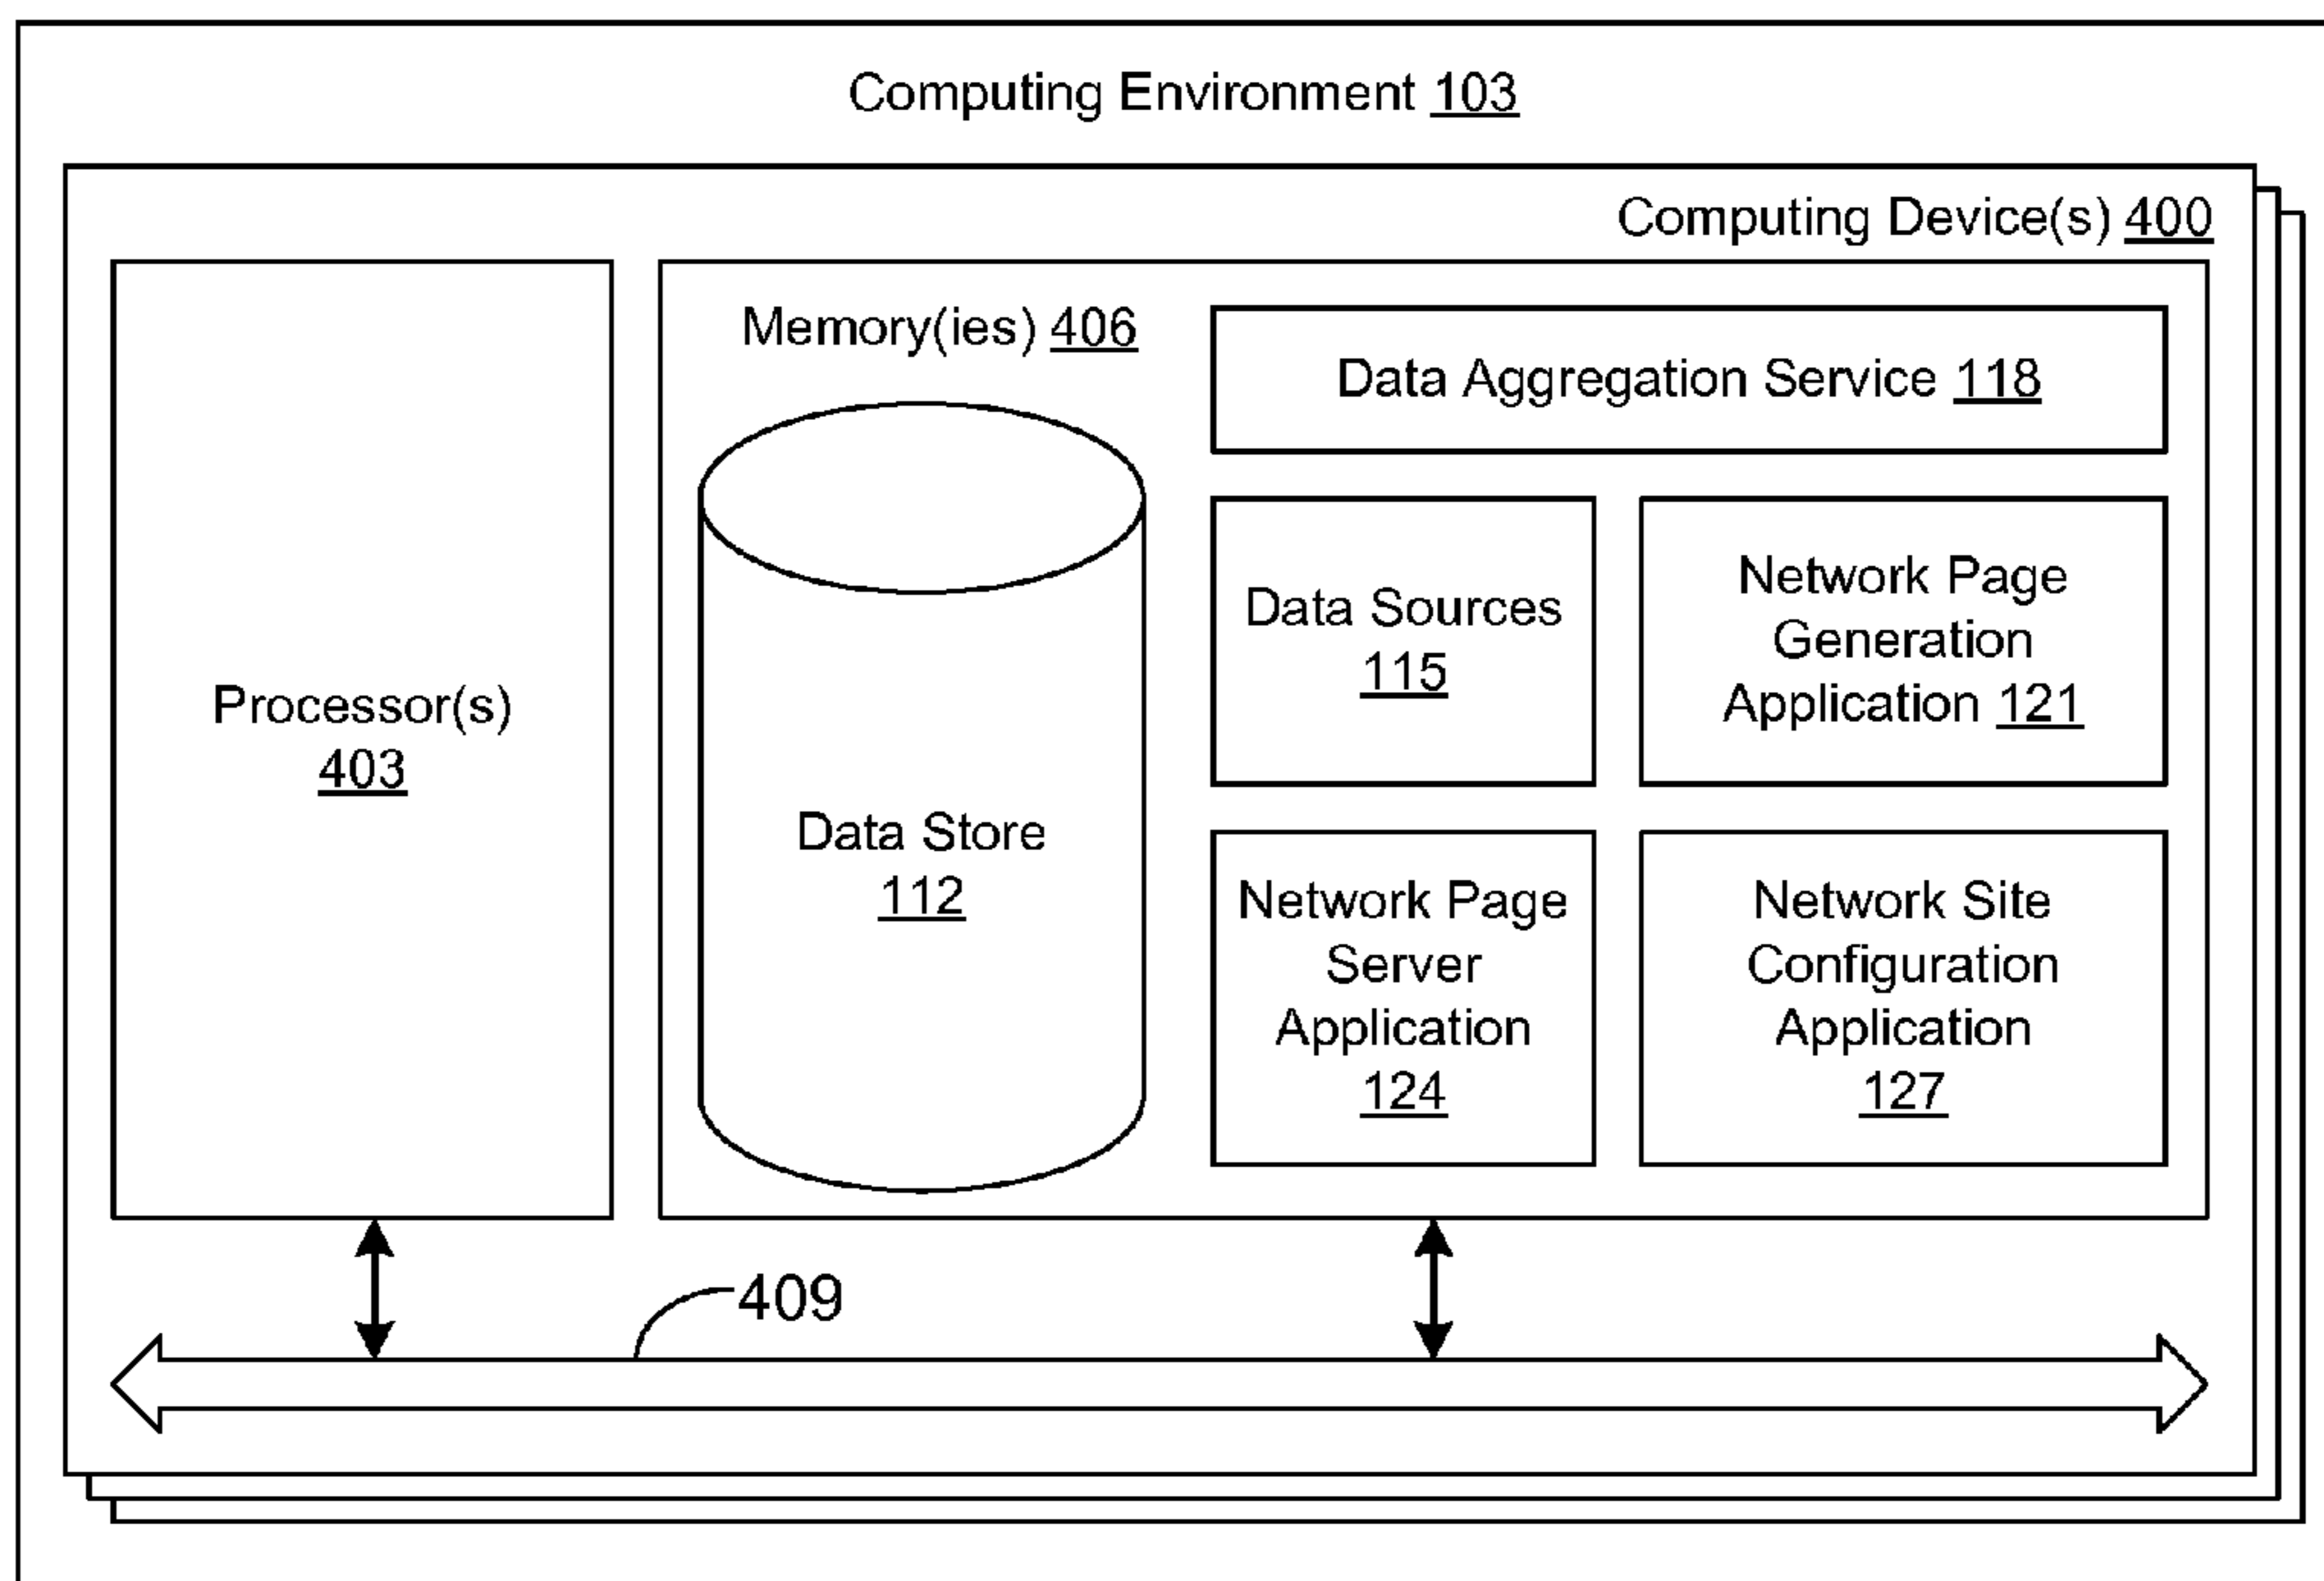 Computing Environment 103
Computing Device(s) 400
Processor(s)
403
Memory(ies) 406
Data Store
112
Data Aggregation Service 118
Data Sources
115
Network Page
Generation
Application 121
Network Page
Server
Application
124
Network Site
Configuration
Application
127
409